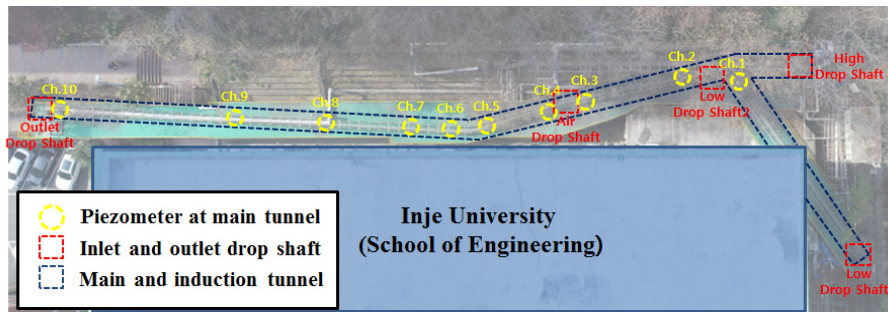 High
Drop Shaft
Ch.2
Ch.1
Ch.10
Ch.9
Ch.8
Ch.7
Ch.6
Ch.5
Ch.4
Ch.3
Low
Drop Shaft2
Air
Drop Shaft
Outlet
Drop Shaft
Piezometer at main tunnel
Inlet and outlet drop shaft
Main and induction tunnel
Inje University
(School of Engineering)
Low
Drop Shaft